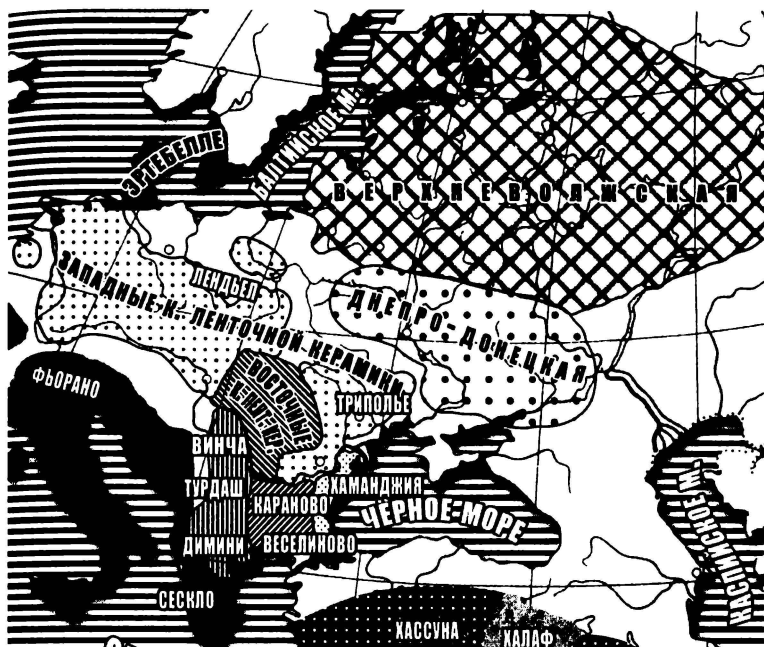 ЭРТЕБЕЛЛЕ
БАЛТИЙСКОЕ М.
ВЕРХНЕВОЛЖСКАЯ
ЗАПАДНЫЕ К. ЛЕНТОЧНОЙ КЕРАМИКИ
ЛЕНДЬЕЛ
ДНЕПРО-ДОНЕЦКАЯ
ФЬОРАНО
ВОСТОЧНЫЕ
ТРИПОЛЬЕ
ВИНЧА
ТУРДАШ
ХАМАНДЖИЯ
КАРАНОВО
ЧЕРНОЕ МОРЕ
ДИМИНИ
ВЕСЕЛИНОВО
КАСПИЙСКОЕ М.
СЕСКЛО
ХАССУНА
ХАЛАФ